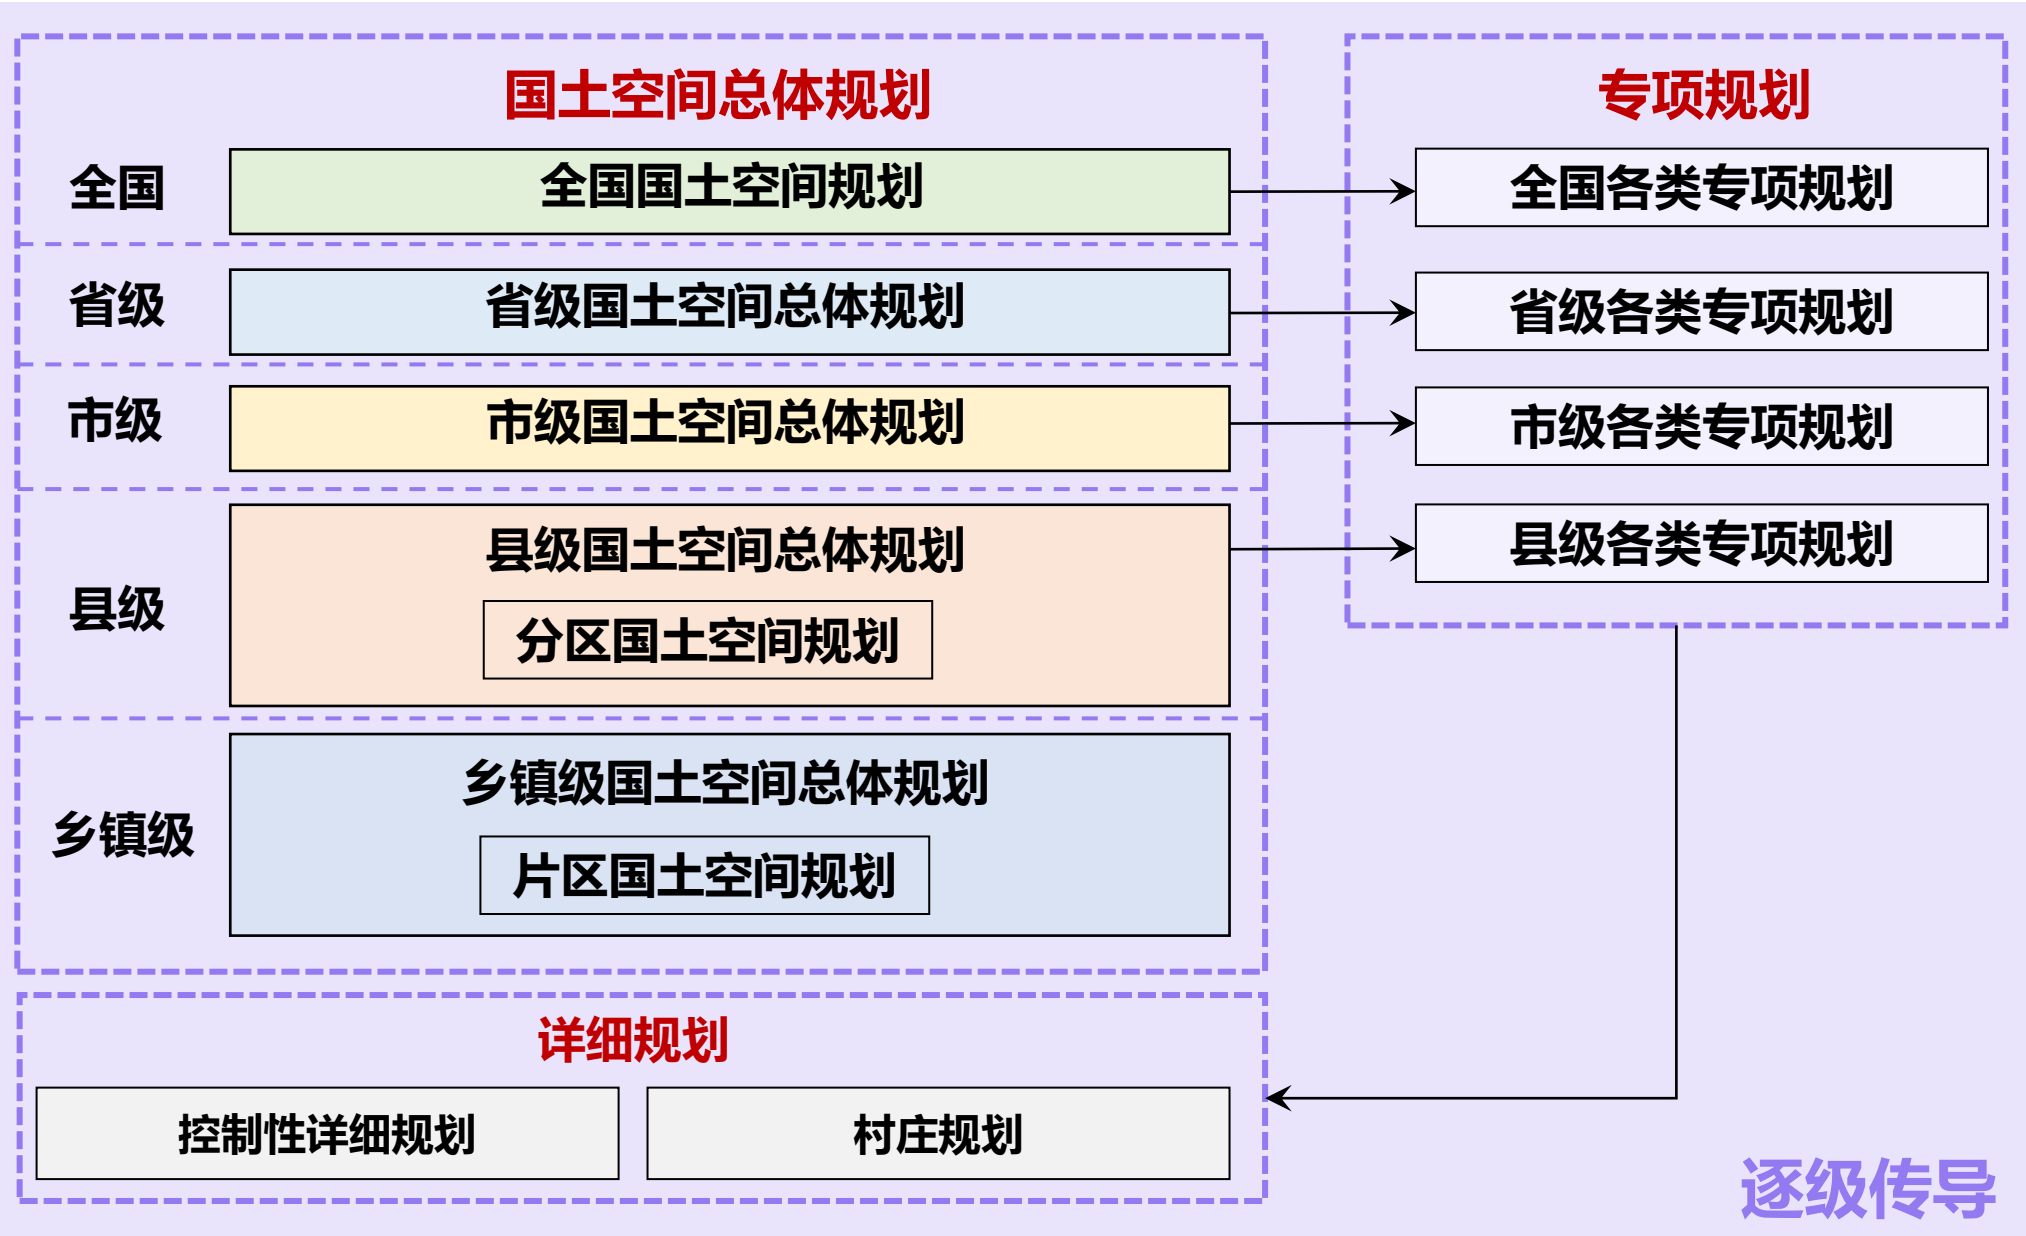 国土空间总体规划
专项规划
全国
全国国土空间规划
全国各类专项规划
省级
省级国土空间总体规划
省级各类专项规划
市级
市级国土空间总体规划
市级各类专项规划
县级
县级国土空间总体规划
县级各类专项规划
分区国土空间规划
乡镇级
乡镇级国土空间总体规划
片区国土空间规划
详细规划
控制性详细规划
村庄规划
逐级传导